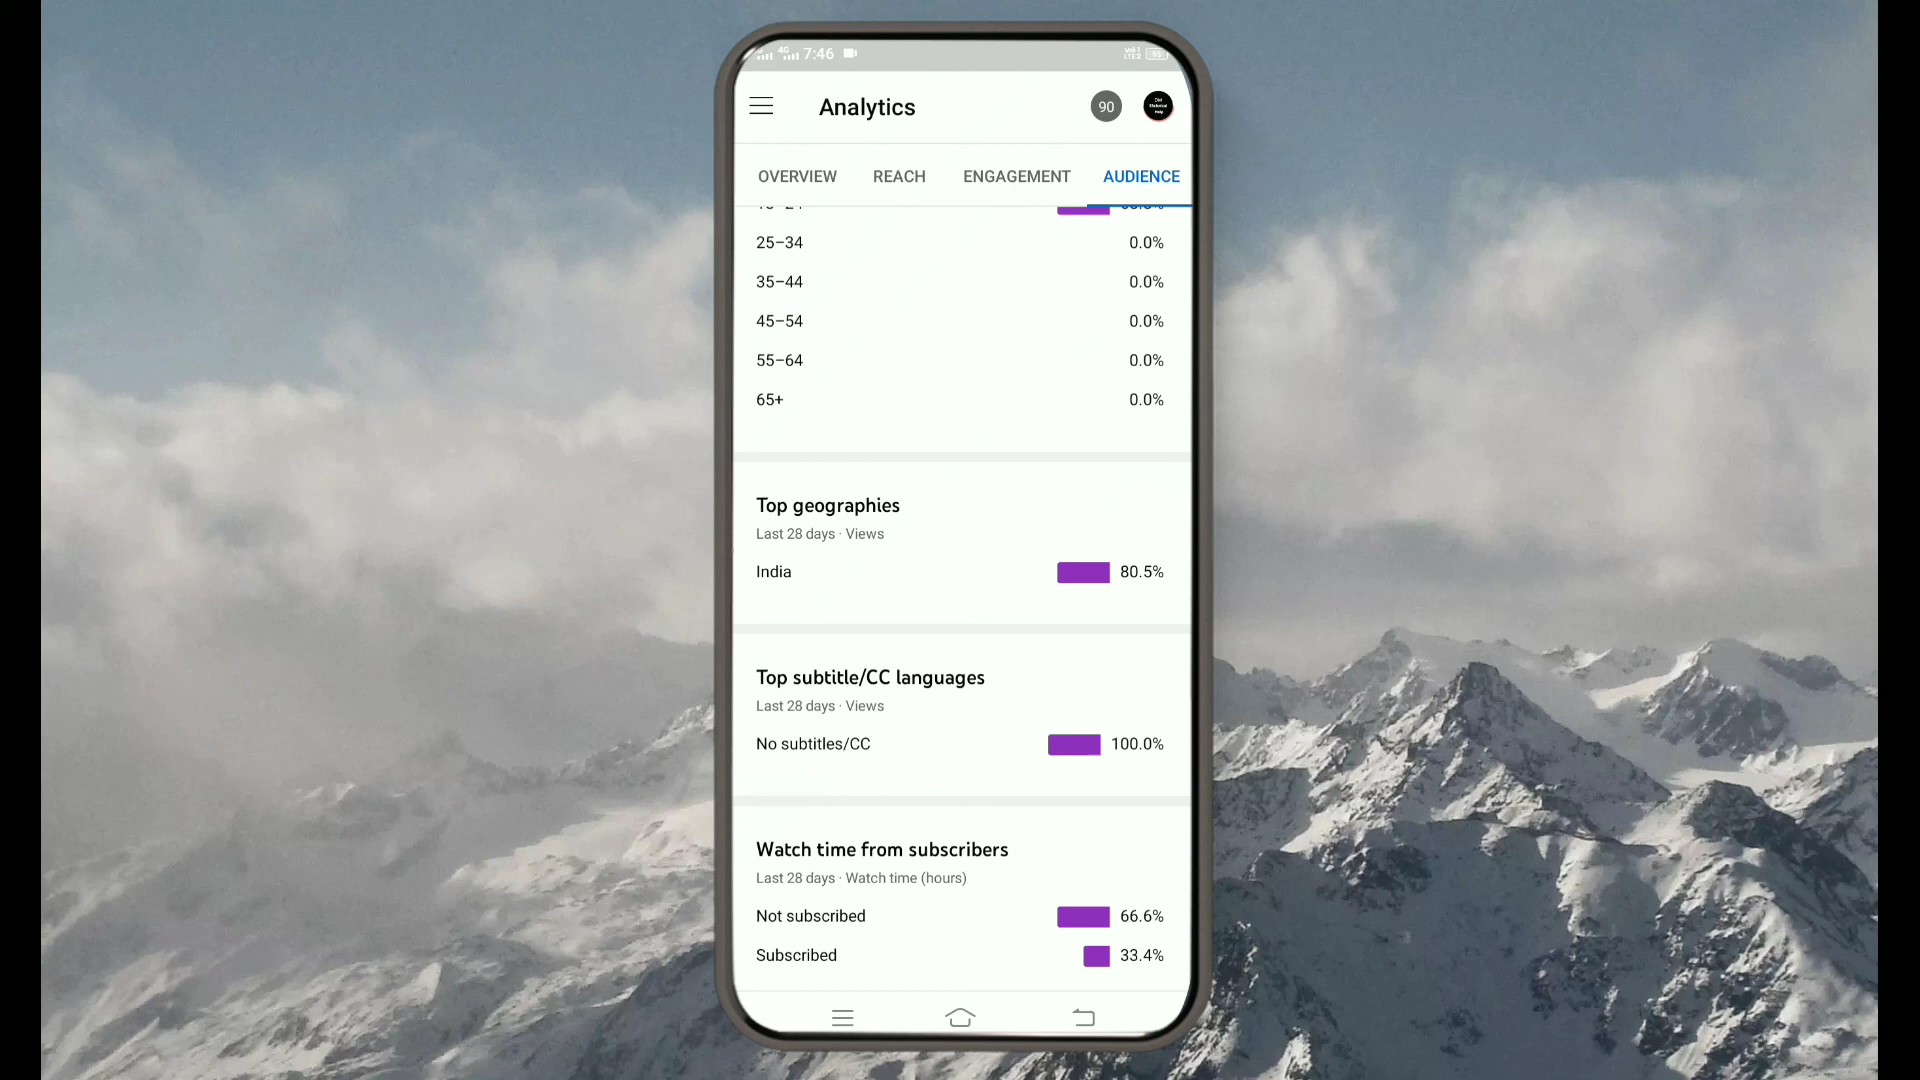 4G 7:46
Analytics
90
OVERVIEW REACH ENGAGEMENT AUDIENCE
25–34 0.0%
35–44 0.0%
45–54 0.0%
55–64 0.0%
65+ 0.0%
Top geographies
Last 28 days · Views
India 80.5%
Top subtitle/CC languages
Last 28 days · Views
No subtitles/CC 100.0%
Watch time from subscribers
Last 28 days · Watch time (hours)
Not subscribed 66.6%
Subscribed 33.4%